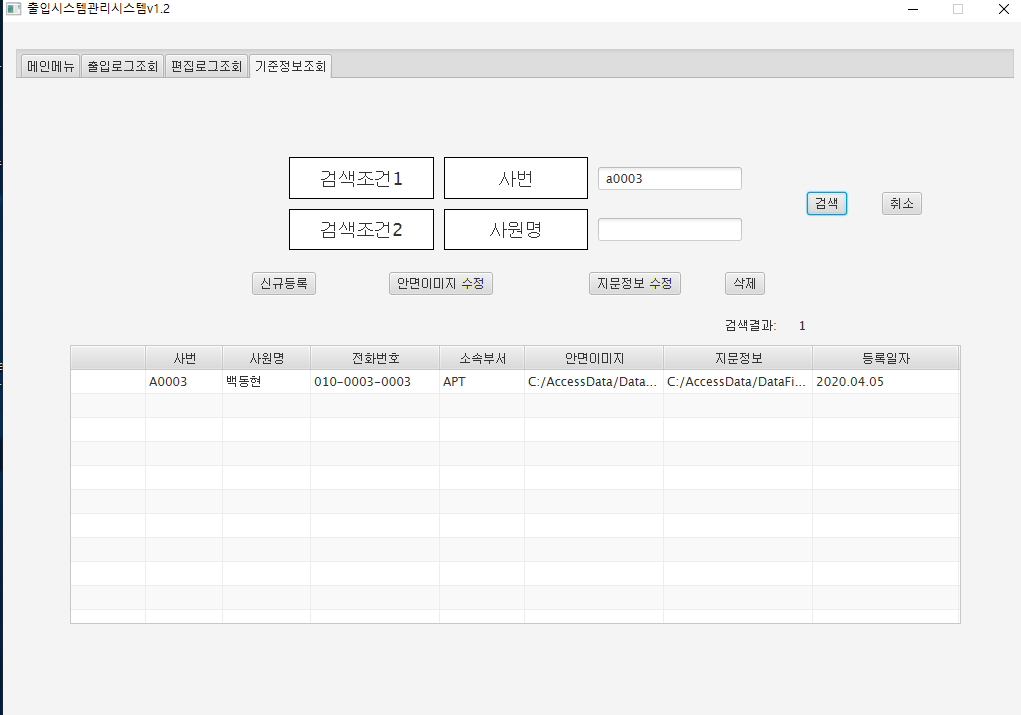 출입시스템관리시스템v1.2
메인메뉴 출입로그조회 편집로그조회 기준정보조회
검색조건1 사번 a0003
검색 취소
검색조건2 사원명
신규등록 안면이미지 수정 지문정보 수정 삭제
검색결과: 1
사번 사원명 전화번호 소속부서 안면이미지 지문정보 등록일자
A0003 백동현 010-0003-0003 APT C:/AccessData/Data... C:/AccessData/DataFi... 2020.04.05